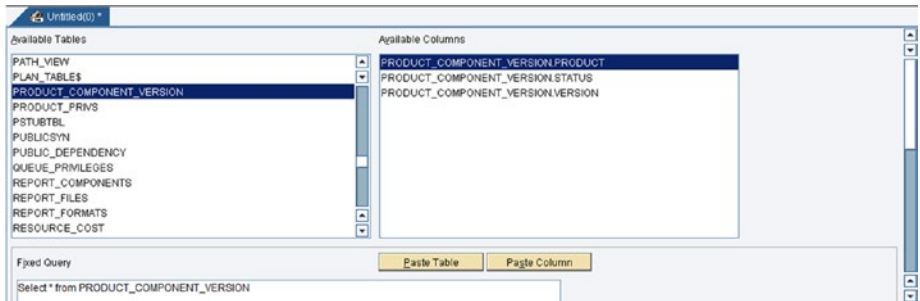 Untitled(0) *
Available Tables
Available Columns
PATH_VIEW
PLAN_TABLE$
PRODUCT_COMPONENT_VERSION
PRODUCT_PRIVS
PSTUBTBL
PUBLICSYN
PUBLIC_DEPENDENCY
QUEUE_PRIVILEGES
REPORT_COMPONENTS
REPORT_FILES
REPORT_FORMATS
RESOURCE_COST
PRODUCT_COMPONENT_VERSION.PRODUCT
PRODUCT_COMPONENT_VERSION.STATUS
PRODUCT_COMPONENT_VERSION.VERSION
Fixed Query
Paste Table
Paste Column
Select * from PRODUCT_COMPONENT_VERSION